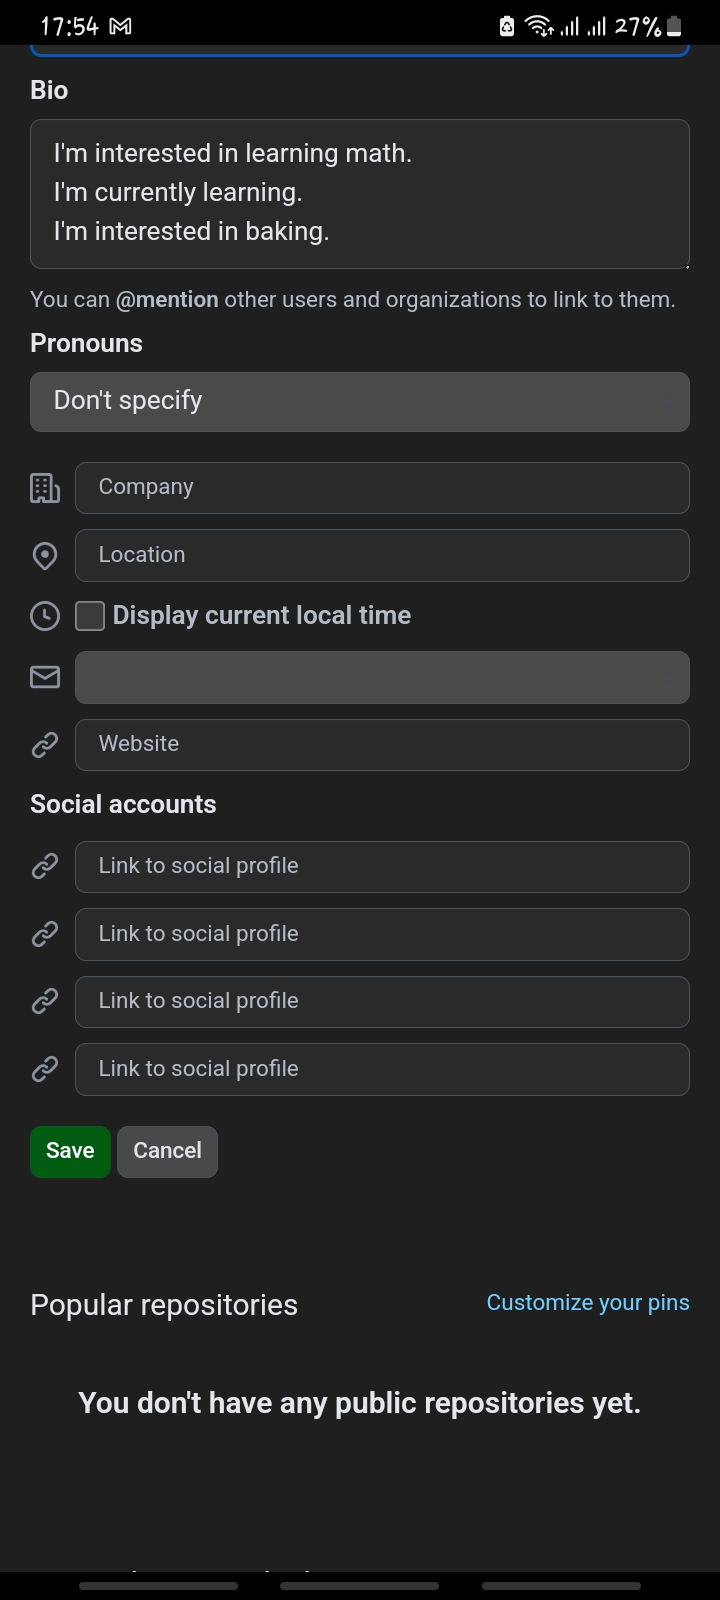 17:54 27%
Bio
I'm interested in learning math.
I'm currently learning.
I'm interested in baking.
You can @mention other users and organizations to link to them.
Pronouns
Don't specify
Company
Location
Display current local time
Website
Social accounts
Link to social profile
Link to social profile
Link to social profile
Link to social profile
Save Cancel
Popular repositories Customize your pins
You don't have any public repositories yet.